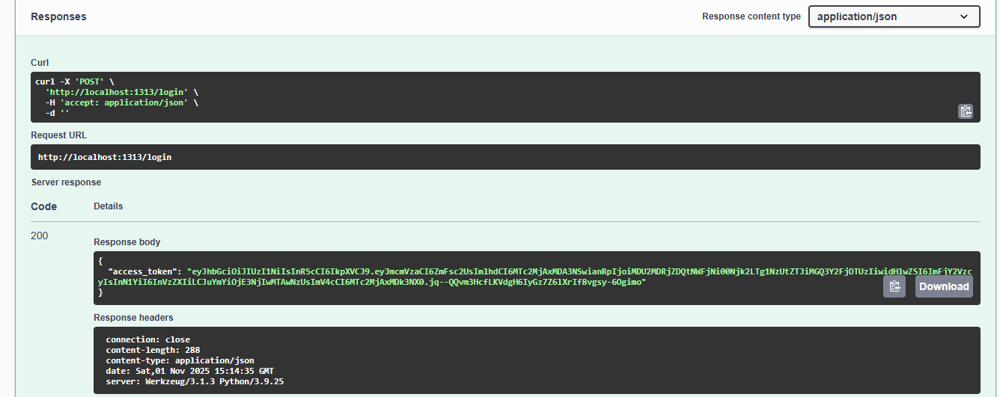 Responses
Response content type
application/json
Curl
curl -X 'POST' \
'http://localhost:1313/login' \
-H 'accept: application/json' \
-d ''
Request URL
http://localhost:1313/login
Server response
Code
Details
200
Response body
{
"access_token": "eyJhbGciOiJIUzI1NiIsInR5cCI6IkpXVCJ9.eyJmcmVzaCI6ZmFsc2UsImlhdCI6MTc2MjAxMDA3NSwianRpIjoiMDU2MDRjZDQtNWFjNi00Njk2LTg1NzUtZTJiMGQ3Y2FjOTUzIiwidHlwZSI6ImFjY2Vzc
yIsInN1YiI6InVzZXIiLCJuYmYiOjE3NjIwMTAwNzUsImV4cCI6MTc2MjAxMDk3NX0.jq--QQvm3HcfLKVdgH6IyGz7Z6lXrIf8vgsy-6Ogimo"
}
Download
Response headers
connection: close
content-length: 288
content-type: application/json
date: Sat,01 Nov 2025 15:14:35 GMT
server: Werkzeug/3.1.3 Python/3.9.25